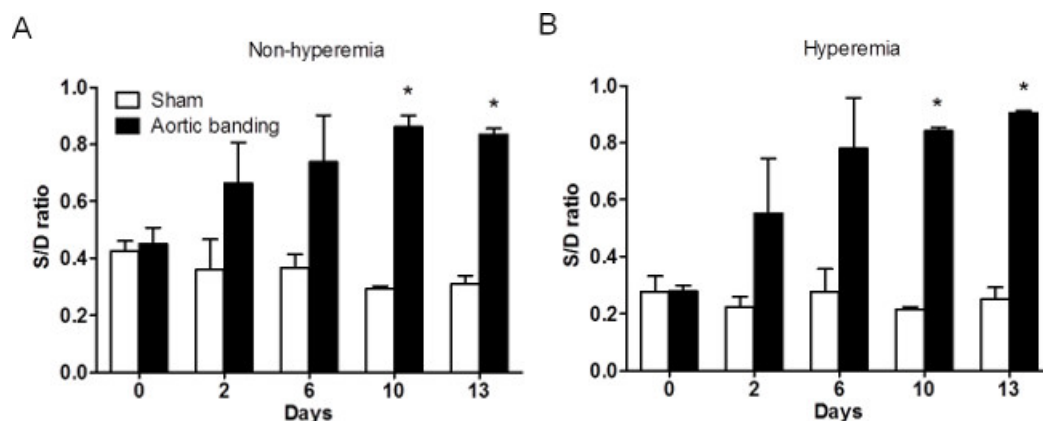 A
Non-hyperemia
S/D ratio
1.0
0.8
0.6
0.4
0.2
0.0
Sham
Aortic banding
*
*
0 2 6 10 13
Days
B
Hyperemia
S/D ratio
1.0
0.8
0.6
0.4
0.2
0.0
*
*
0 2 6 10 13
Days